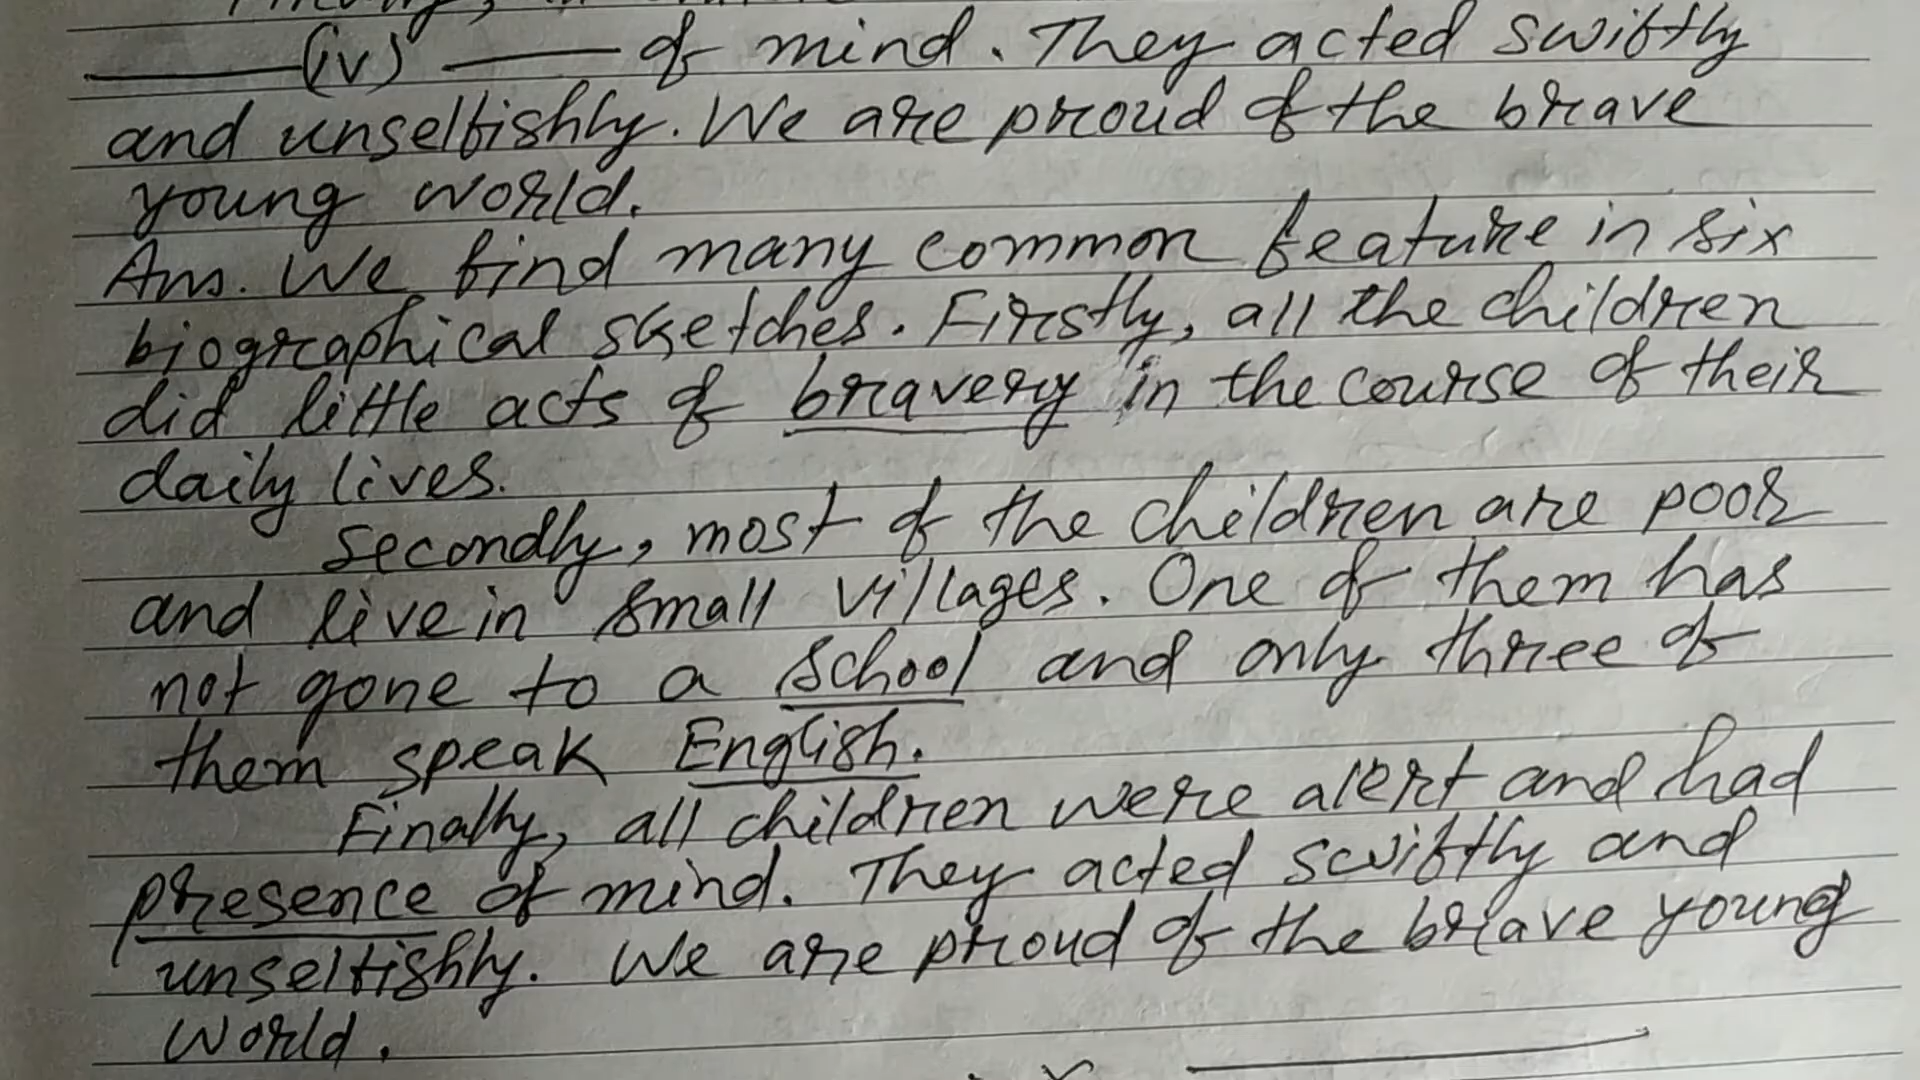 (iv) of mind. They acted swiftly
and unselfishly. We are proud of the brave
young world.
Ans. We find many common feature in six
biographical sketches. Firstly, all the children
did little acts of bravery in the course of their
daily lives.
Secondly, most of the children are poor
and live in small villages. One of them has
not gone to a school and only three of
them speak English.
Finally, all children were alert and had
presence of mind. They acted swiftly and
unselfishly. We are proud of the brave young
world.